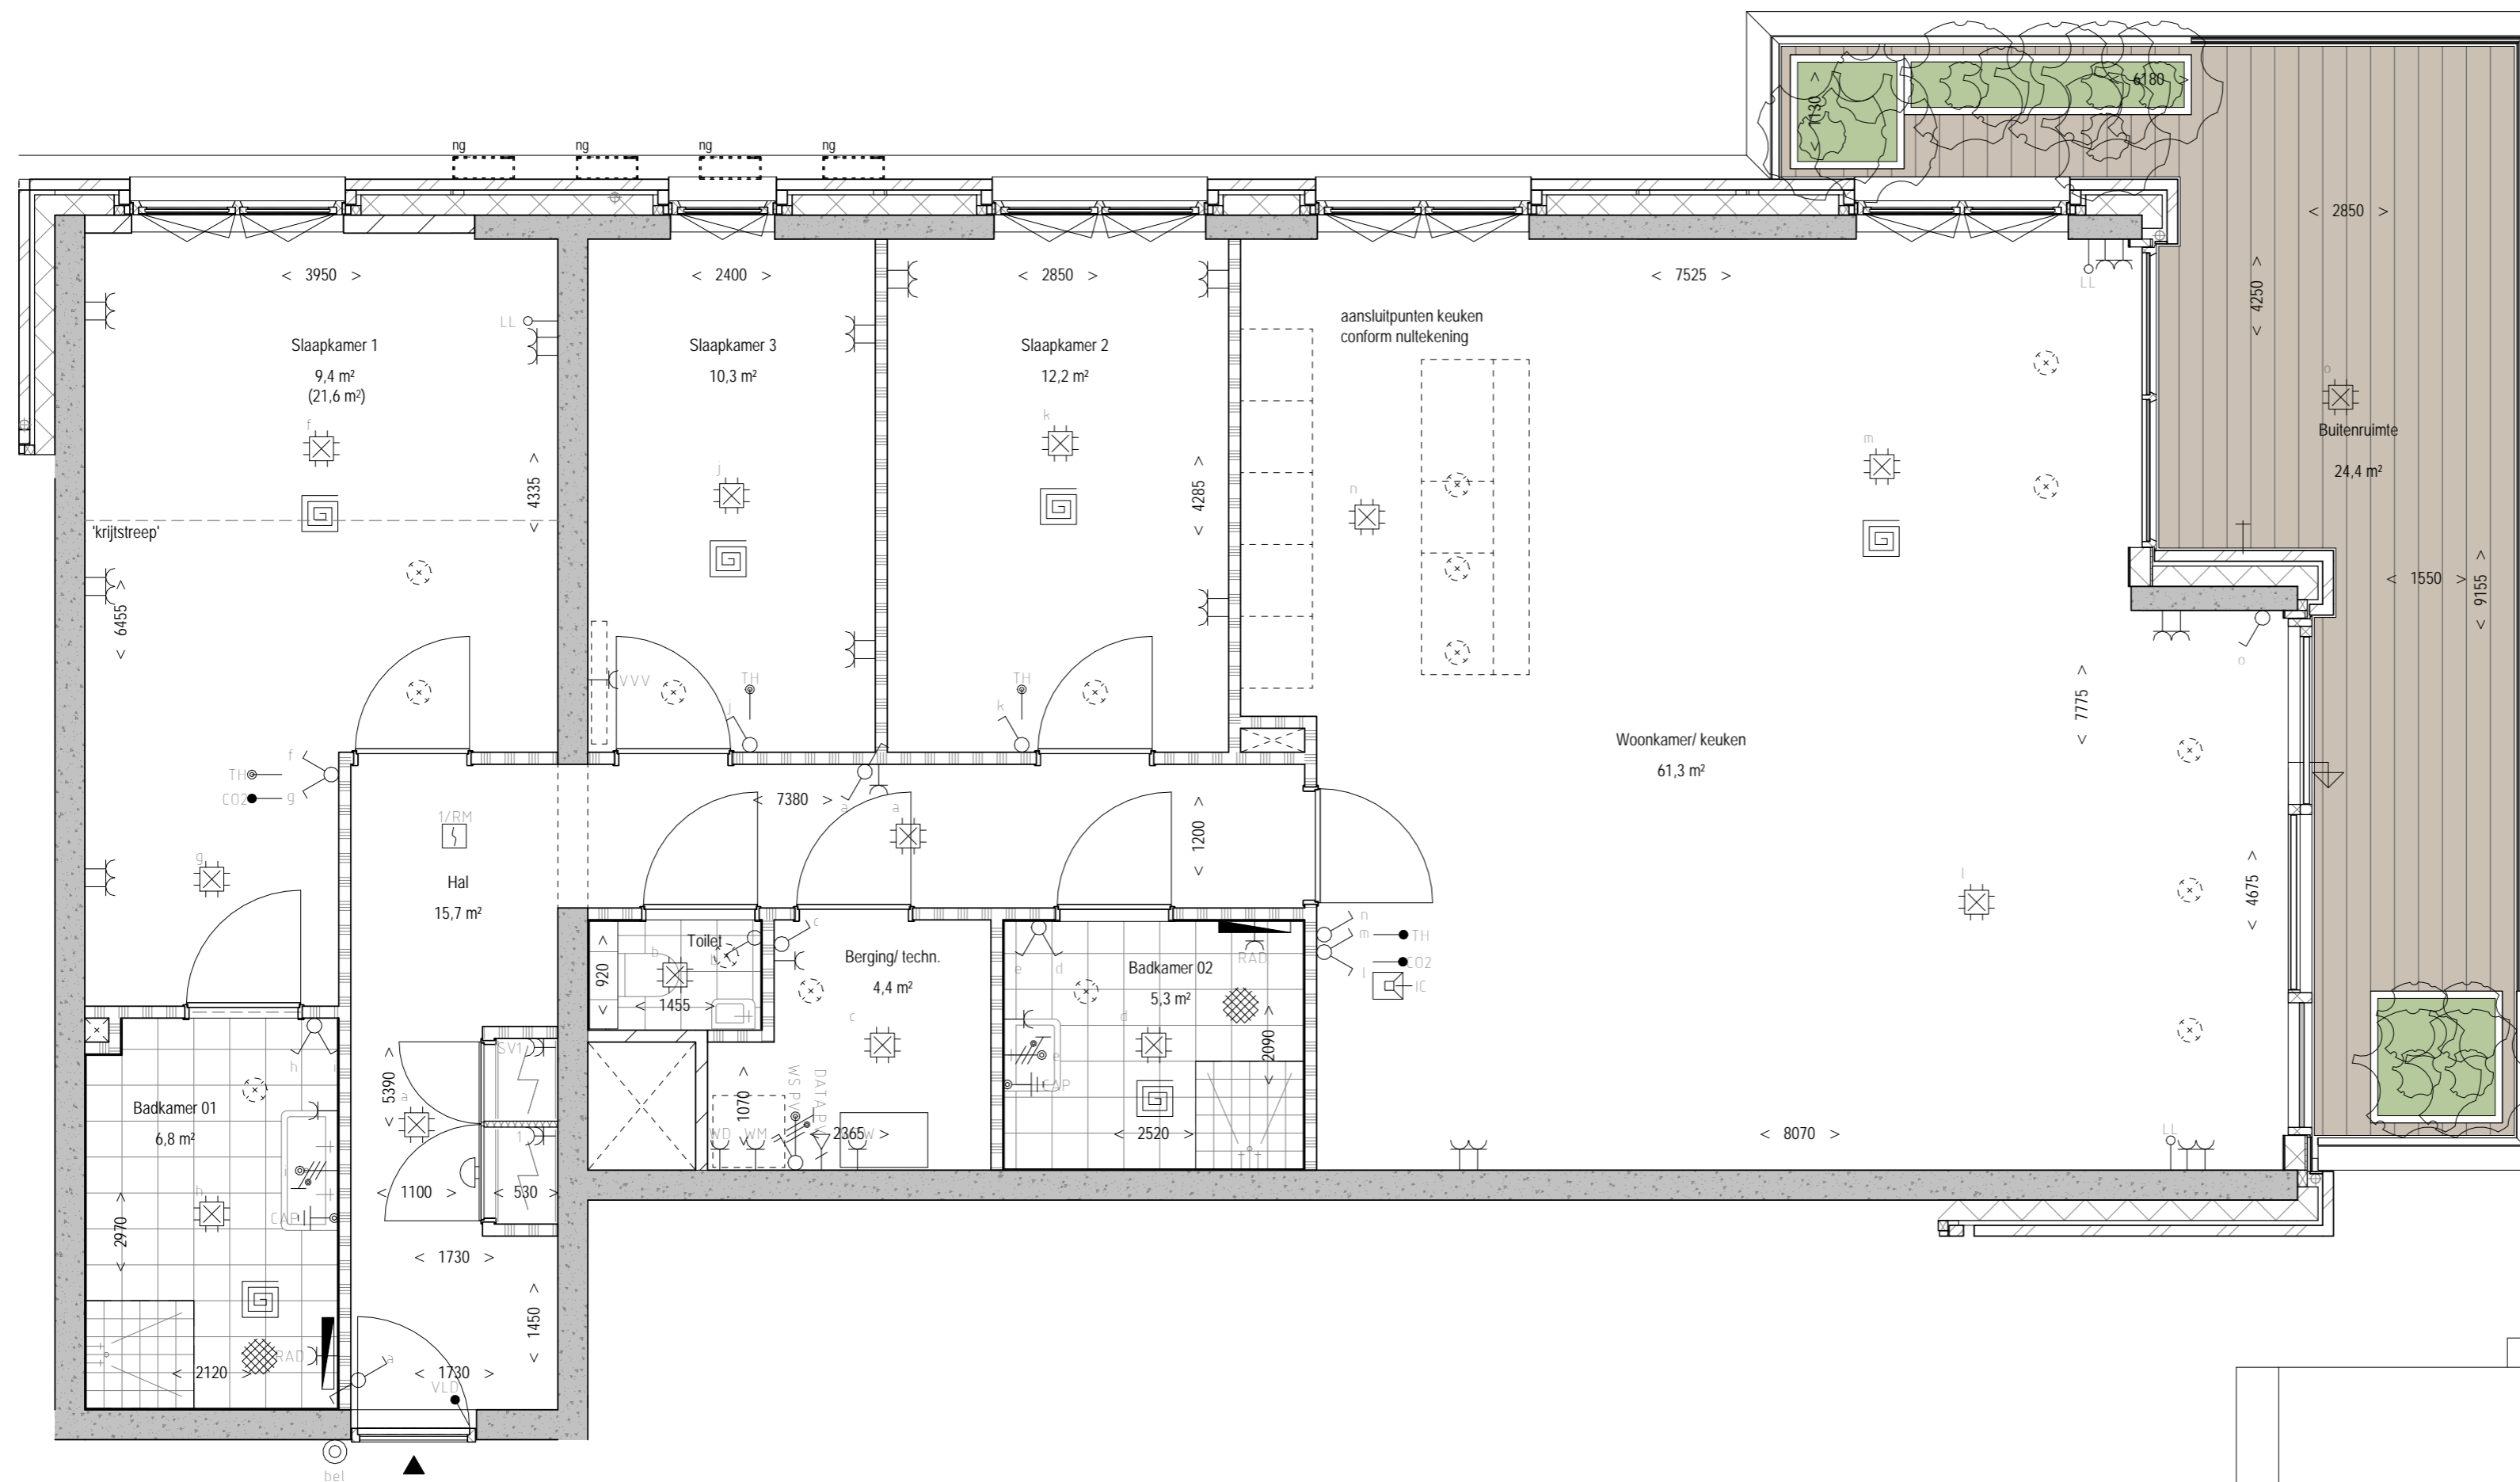 ng
ng
ng
ng
6180
1130
2850
< 3950 >
< 2400 >
< 2850 >
< 7525 >
4250
LL
LL
aansluitpunten keuken
conform nultekening
Slaapkamer 1
9,4 m²
(21,6 m²)
Slaapkamer 3
10,3 m²
Slaapkamer 2
12,2 m²
f
j
k
n
m
o
Buitenruimte
24,4 m²
4335
4285
'krijtstreep'
6455
< 1550 >
9155
VVV
TH
TH
j
k
o
7775
Woonkamer/ keuken
61,3 m²
f
TH
CO2
g
< 7380 >
a
a
1200
1/RM
g
Hal
15,7 m²
l
4675
n
m
TH
CO2
l
IC
Toilet
b
b
920
< 1455 >
c
Berging/ techn.
4,4 m²
c
e
d
Badkamer 02
5,3 m²
RAD
d
e
CAP
2090
< 2520 >
SV1
1
5390
a
h
i
Badkamer 01
6,8 m²
i
h
CAP
2970
1070
WSPV
DATAPV
WD
WM
< 2365 >
W
< 8070 >
LL
< 1100 >
< 530 >
< 1730 >
1450
RAD
< 2120 >
a
< 1730 >
VLD
bel